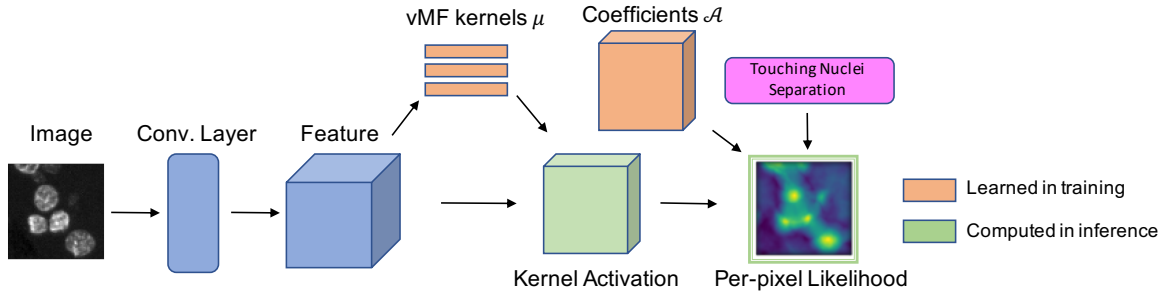 vMF kernels μ
Coefficients 𝒜
Touching Nuclei
Separation
Image
Conv. Layer
Feature
Learned in training
Computed in inference
Kernel Activation
Per-pixel Likelihood